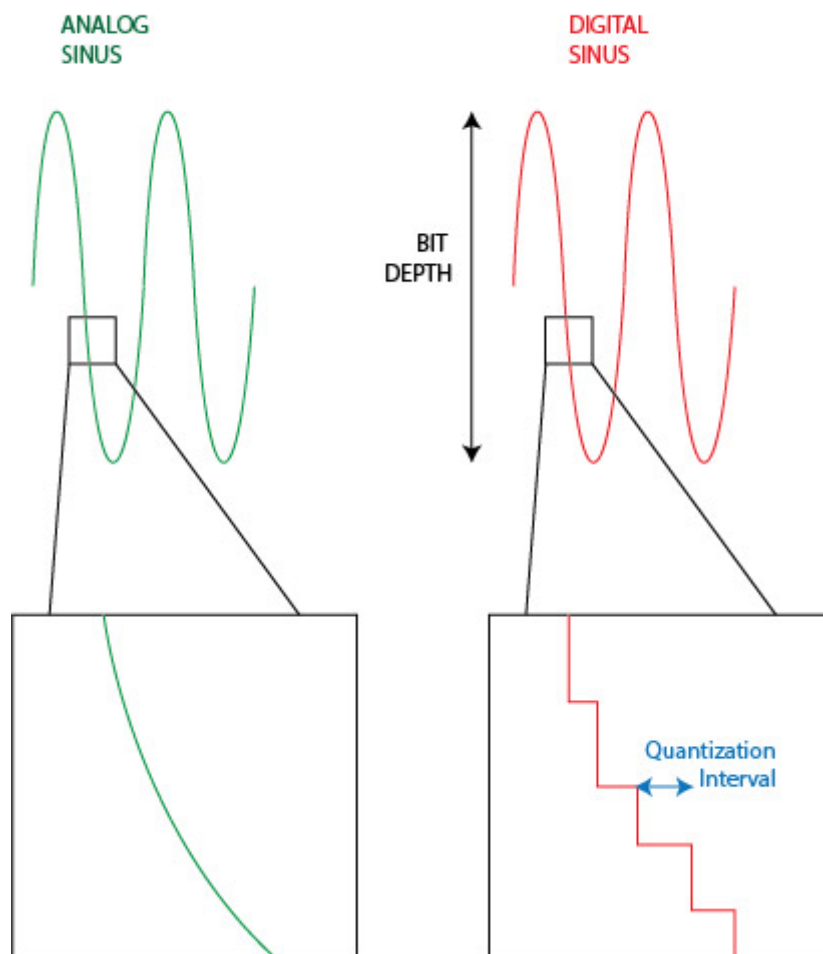 ANALOG
SINUS
DIGITAL
SINUS
BIT
DEPTH
Quantization
Interval